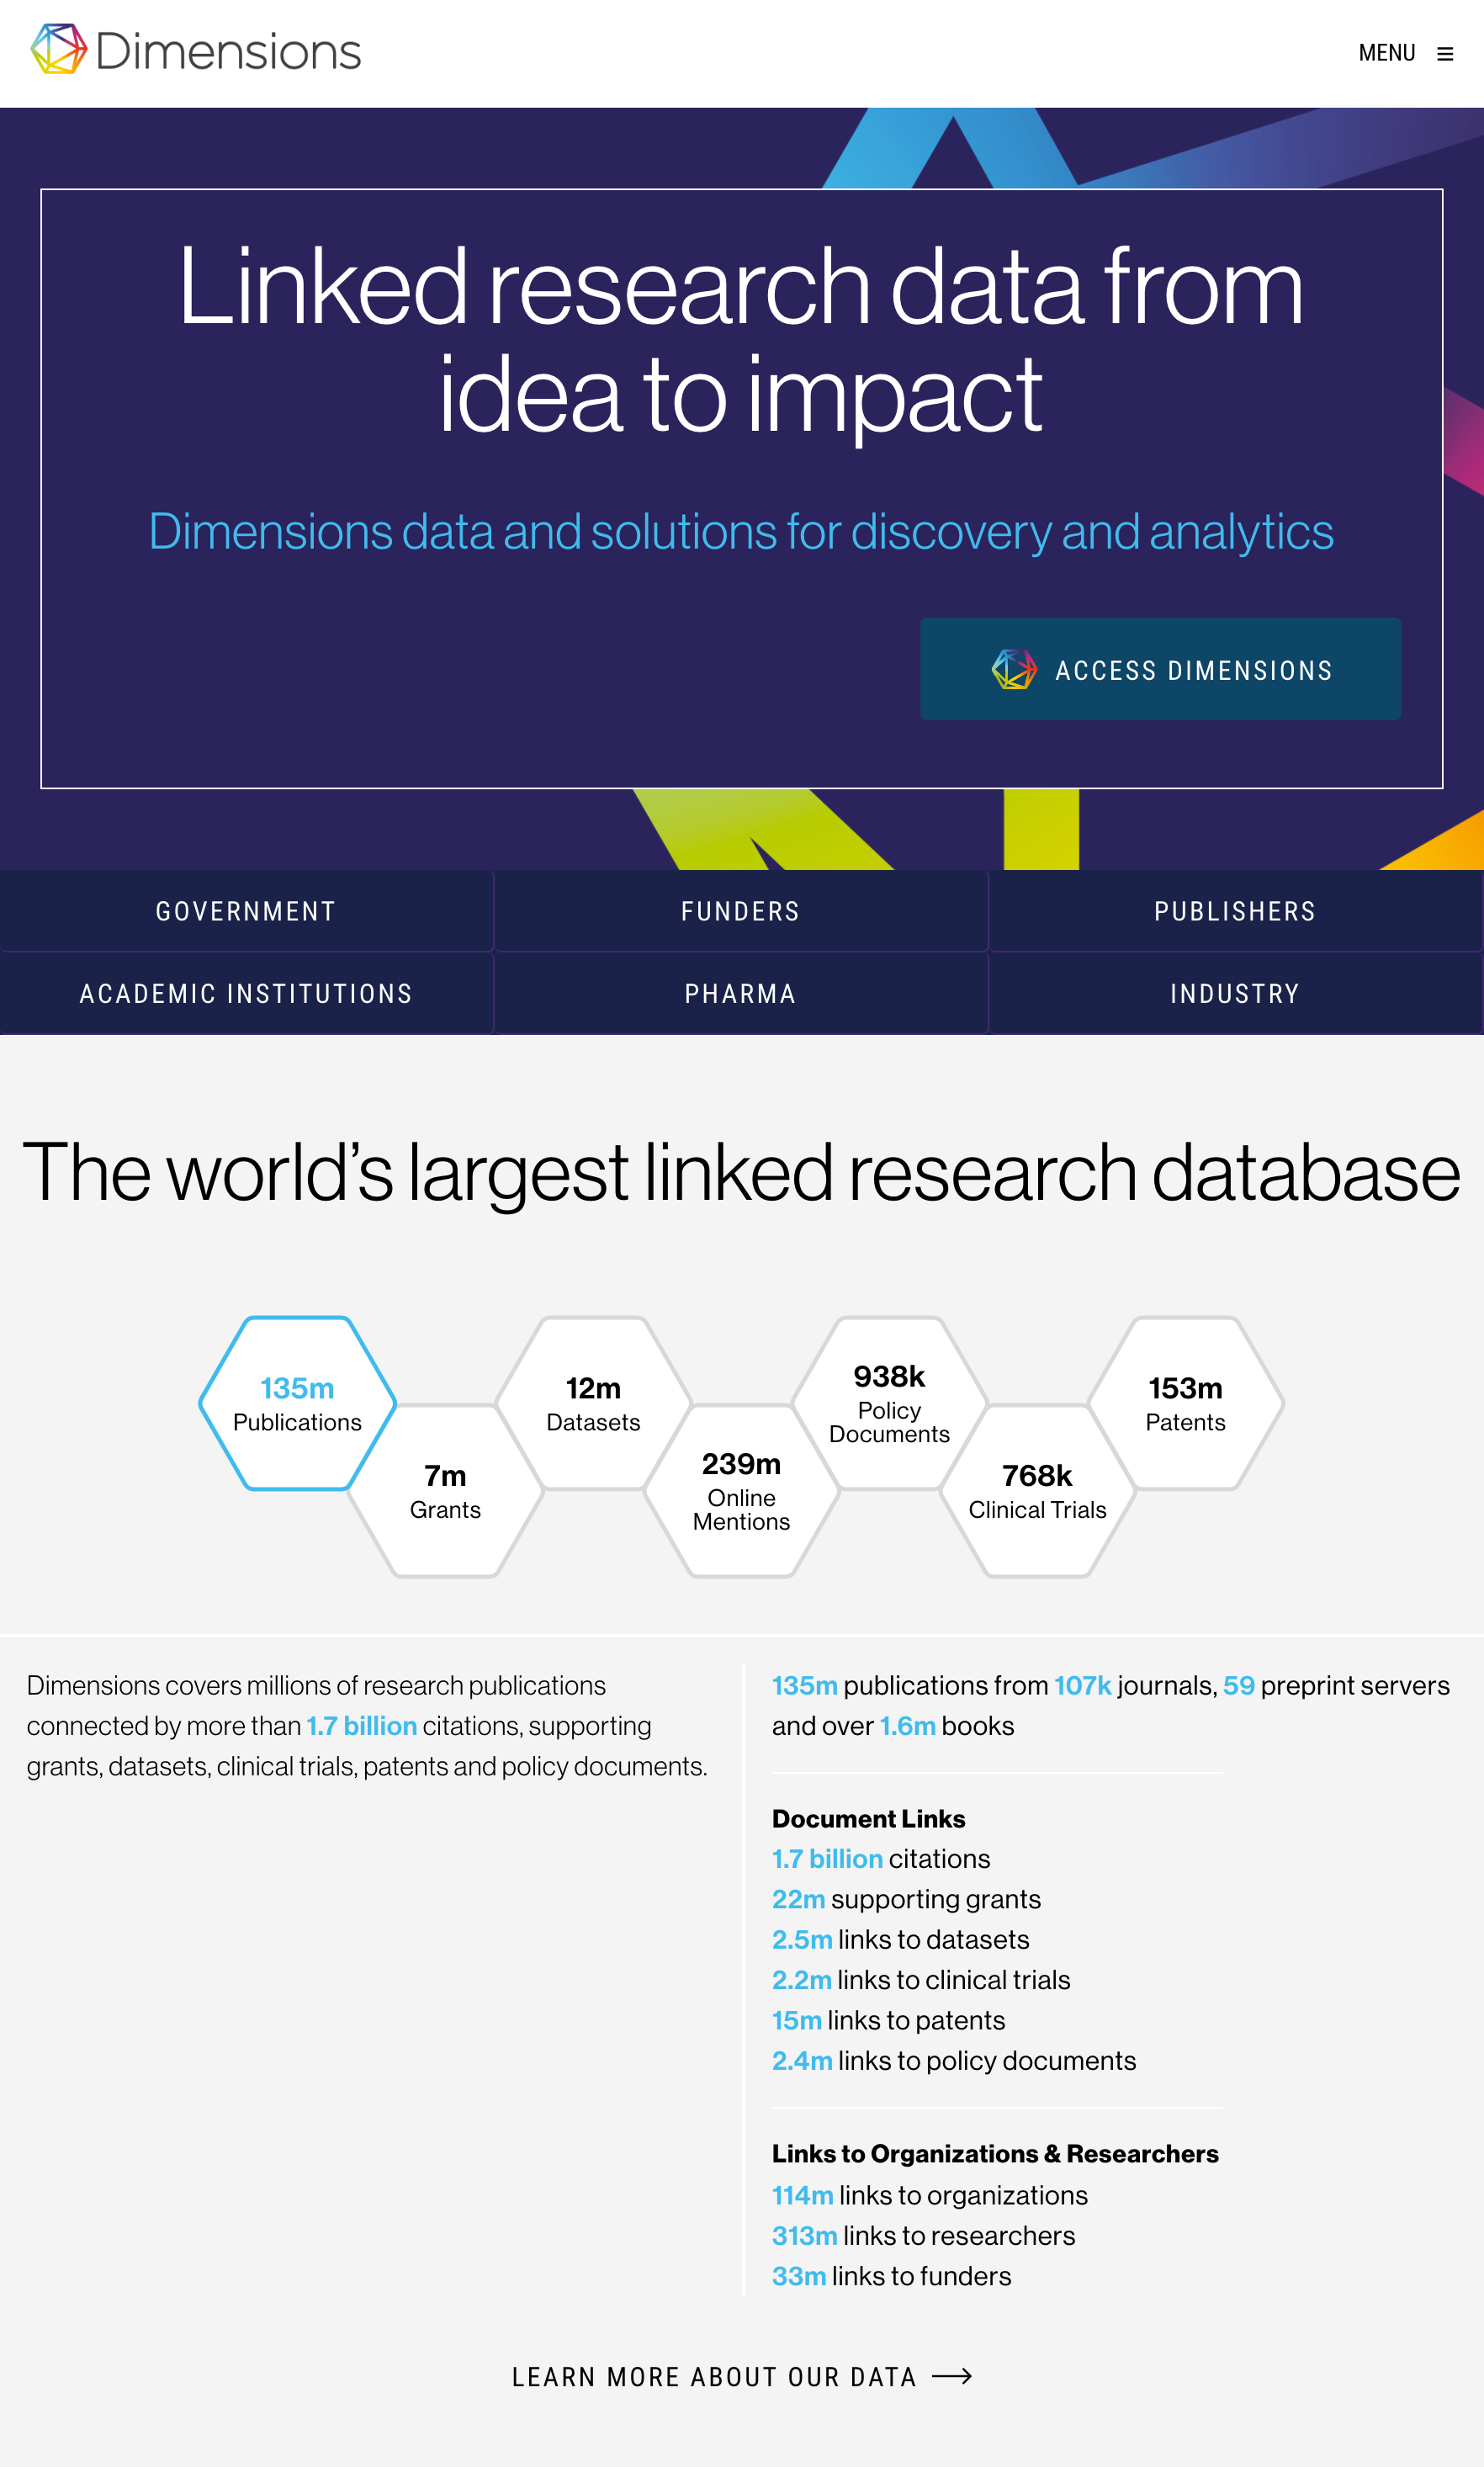 Dimensions
MENU
Linked research data from
idea to impact
Dimensions data and solutions for discovery and analytics
ACCESS DIMENSIONS
GOVERNMENT
FUNDERS
PUBLISHERS
ACADEMIC INSTITUTIONS
PHARMA
INDUSTRY
The world’s largest linked research database
135m
Publications
7m
Grants
12m
Datasets
239m
Online
Mentions
938k
Policy
Documents
768k
Clinical Trials
153m
Patents
Dimensions covers millions of research publications
connected by more than 1.7 billion citations, supporting
grants, datasets, clinical trials, patents and policy documents.
135m publications from 107k journals, 59 preprint servers
and over 1.6m books
Document Links
1.7 billion citations
22m supporting grants
2.5m links to datasets
2.2m links to clinical trials
15m links to patents
2.4m links to policy documents
Links to Organizations & Researchers
114m links to organizations
313m links to researchers
33m links to funders
LEARN MORE ABOUT OUR DATA